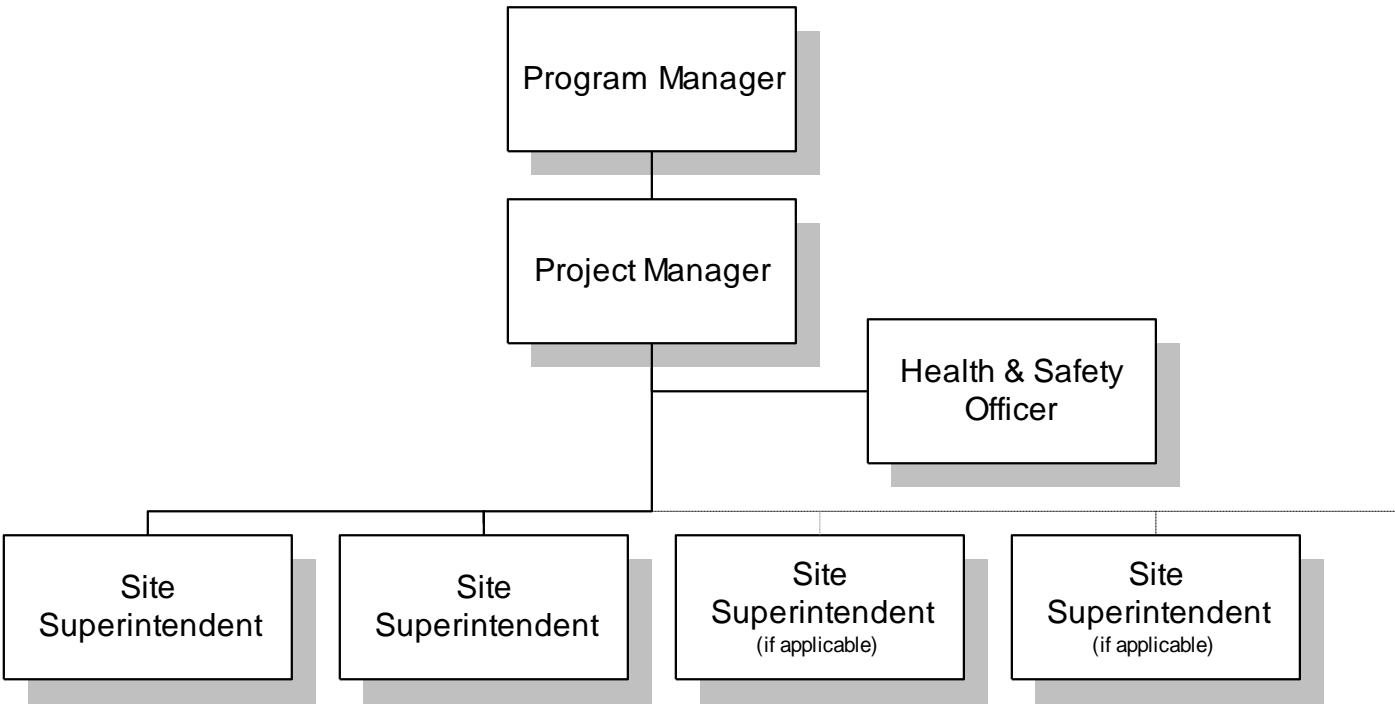 Program Manager
Project Manager
Health & Safety
Officer
Site
Superintendent
Site
Superintendent
Site
Superintendent
(if applicable)
Site
Superintendent
(if applicable)